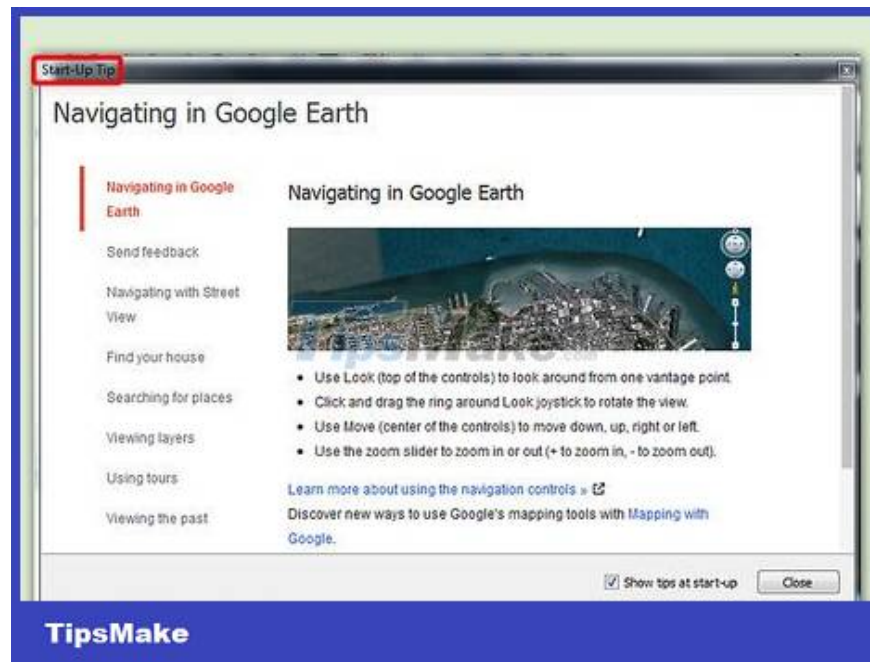 Start-Up Tip
Navigating in Google Earth
Navigating in Google
Earth
Send feedback
Navigating with Street
View
Find your house
Searching for places
Viewing layers
Using tours
Viewing the past
Navigating in Google Earth
TipsMake.com
• Use Look (top of the controls) to look around from one vantage point.
• Click and drag the ring around Look joystick to rotate the view.
• Use Move (center of the controls) to move down, up, right or left.
• Use the zoom slider to zoom in or out (+ to zoom in, - to zoom out).
Learn more about using the navigation controls »
Discover new ways to use Google's mapping tools with Mapping with
Google.
Show tips at start-up
Close
TipsMake